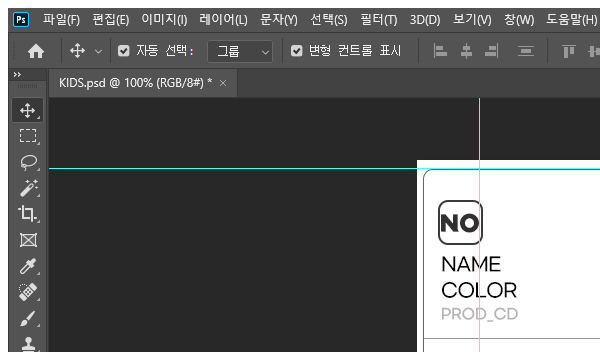 Ps 파일(F) 편집(E) 이미지(I) 레이어(L) 문자(Y) 선택(S) 필터(T) 3D(D) 보기(V) 창(W) 도움말(H)
자동 선택: 그룹 변형 컨트롤 표시
KIDS.psd @ 100% (RGB/8#) * ×
NO
NAME
COLOR
PROD_CD